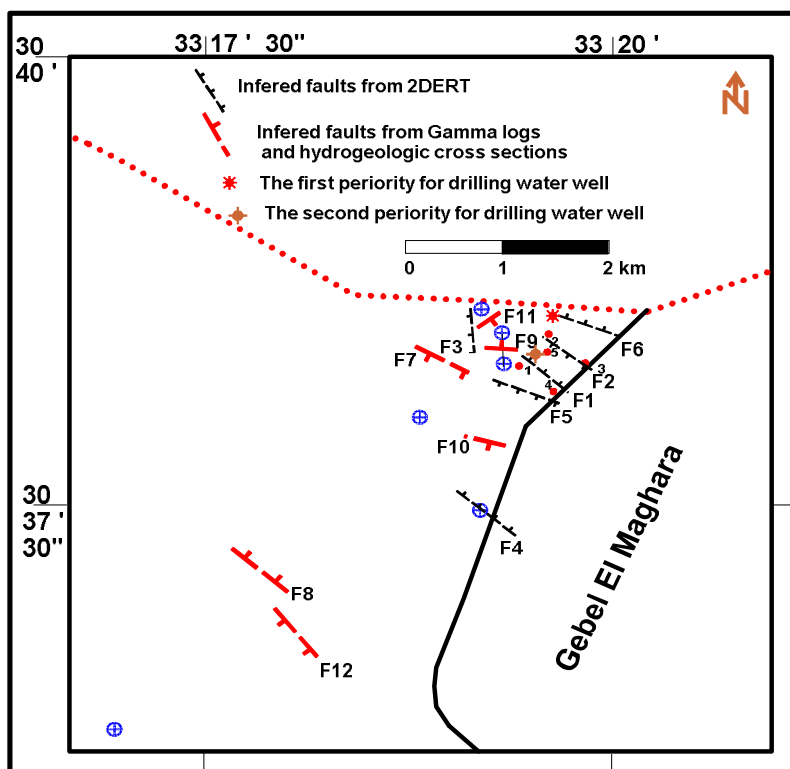 33 17 ' 30"
33 20 '
30
40 '
N
Infered faults from 2DERT
Infered faults from Gamma logs
and hydrogeologic cross sections
The first periority for drilling water well
The second periority for drilling water well
0 1 2 km
F11
F3
F9
2
5
F6
F7
1
3
F2
4
F1
F5
F10
30
37 '
30"
F4
F8
F12
Gebel El Maghara